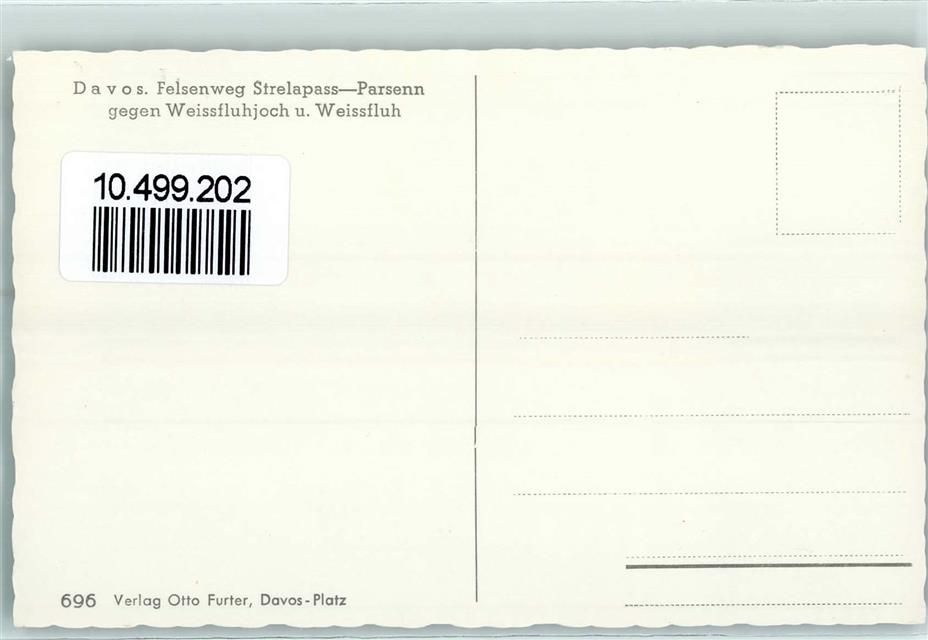 Davos. Felsenweg Strelapass—Parsenn
gegen Weissfluhjoch u. Weissfluh
10.499.202
696 Verlag Otto Furter, Davos-Platz